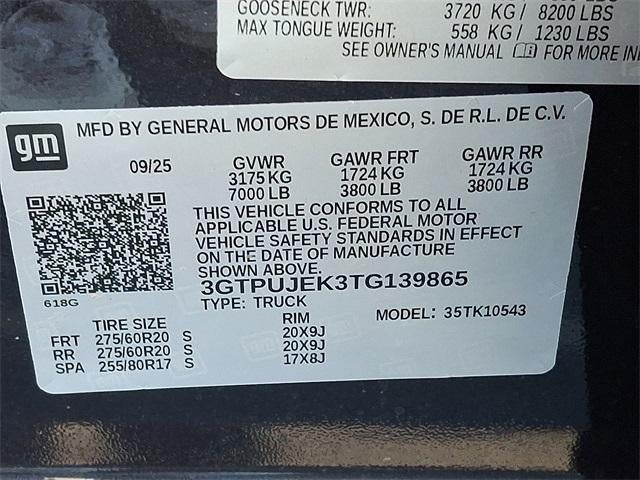 GOOSENECK TWR: 3720 KG / 8200 LBS
MAX TONGUE WEIGHT: 558 KG / 1230 LBS
SEE OWNER'S MANUAL FOR MORE
gm
MFD BY GENERAL MOTORS DE MEXICO, S. DE R.L. DE C.V.
09/25 GVWR GAWR FRT GAWR RR
3175 KG 1724 KG 1724 KG
7000 LB 3800 LB 3800 LB
THIS VEHICLE CONFORMS TO ALL
APPLICABLE U.S. FEDERAL MOTOR
VEHICLE SAFETY STANDARDS IN EFFECT
ON THE DATE OF MANUFACTURE
SHOWN ABOVE.
618G
3GTPUJEK3TG139865
TYPE: TRUCK MODEL: 35TK10543
TIRE SIZE RIM
FRT 275/60R20 S 20X9J
RR 275/60R20 S 20X9J
SPA 255/80R17 S 17X8J